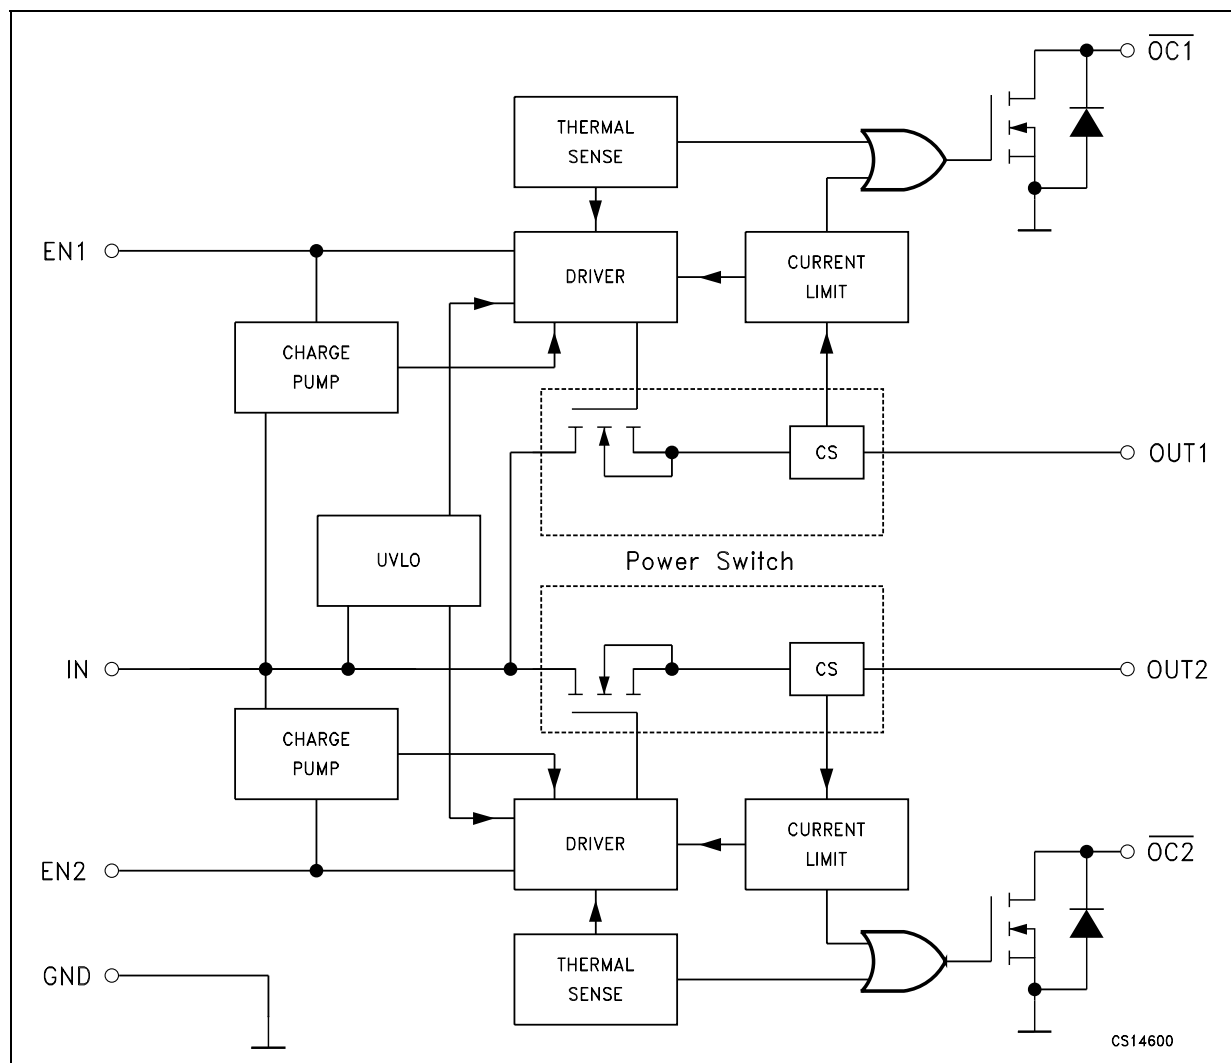 OC1
THERMAL
SENSE
EN1
DRIVER
CURRENT
LIMIT
CHARGE
PUMP
CS
OUT1
UVLO
Power Switch
IN
CS
OUT2
CHARGE
PUMP
DRIVER
CURRENT
LIMIT
OC2
EN2
THERMAL
SENSE
GND
CS14600